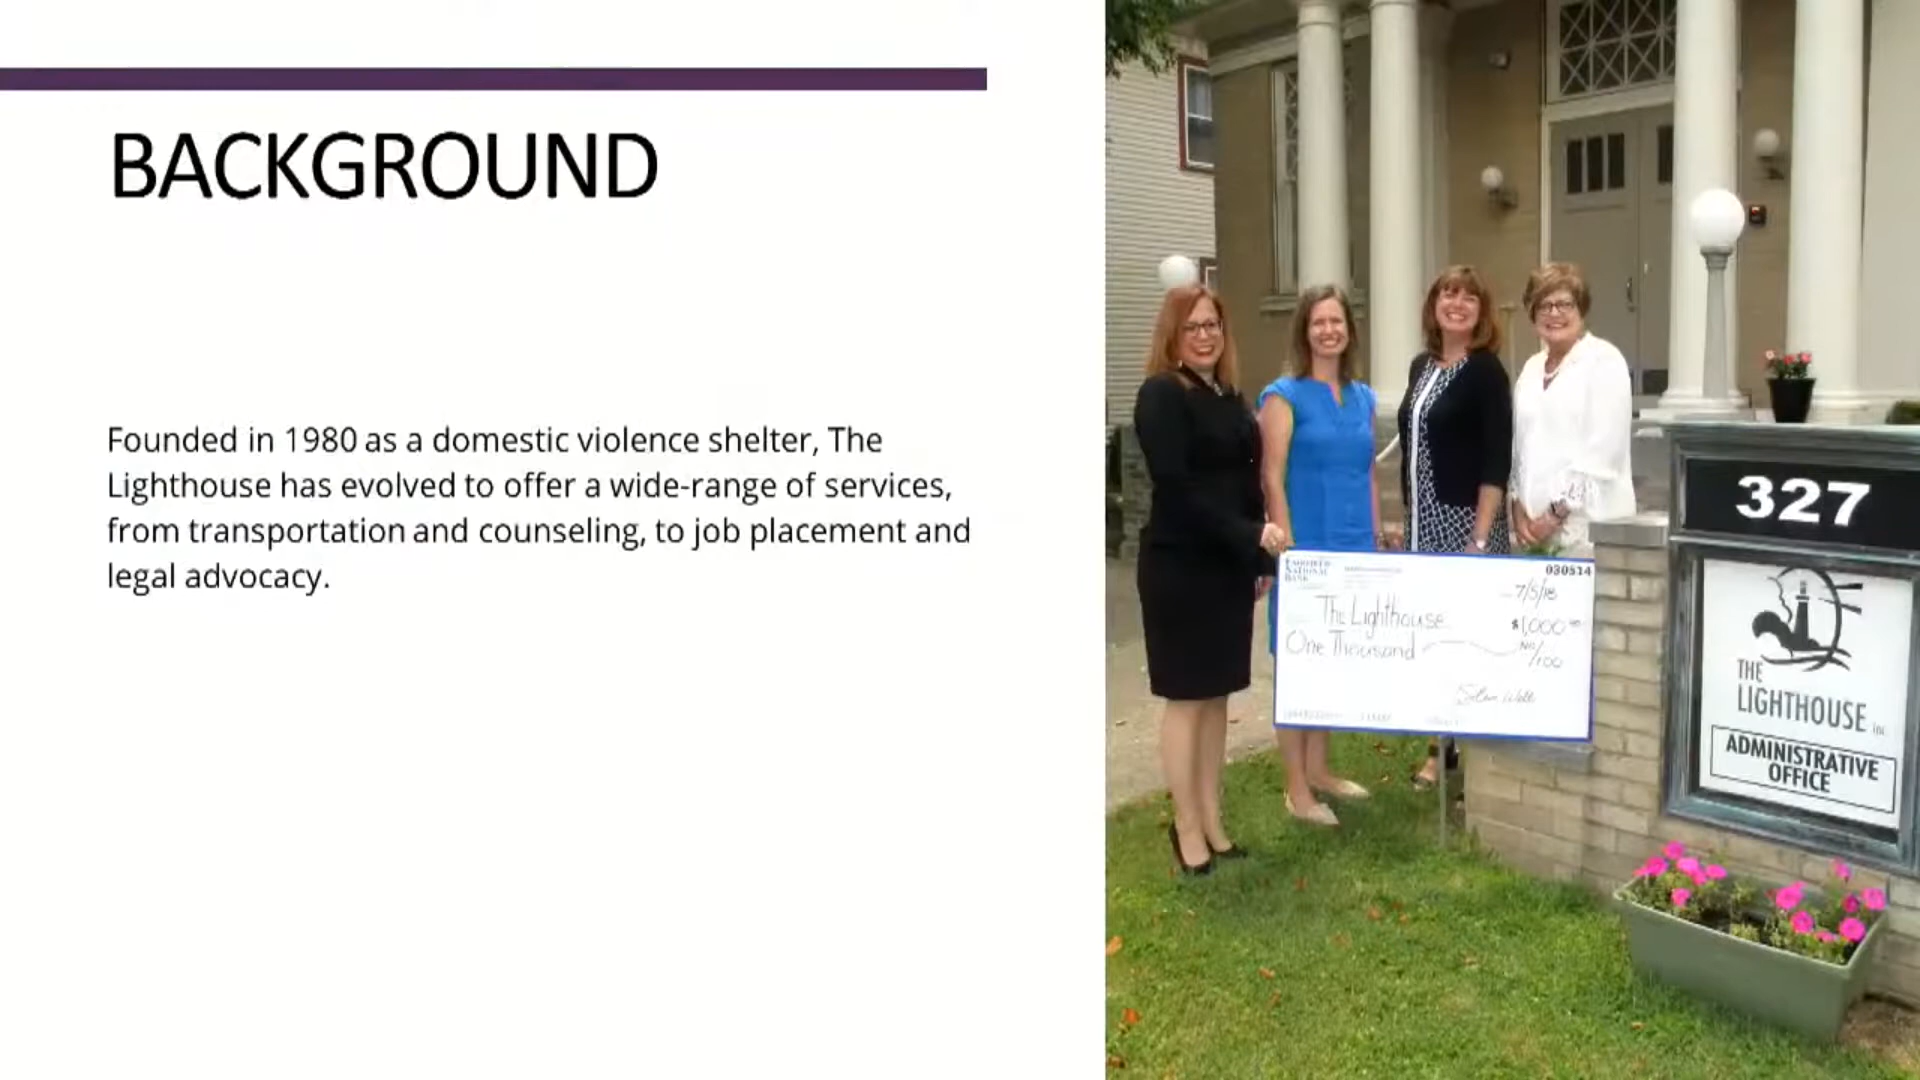 BACKGROUND
Founded in 1980 as a domestic violence shelter, The
Lighthouse has evolved to offer a wide-range of services,
from transportation and counseling, to job placement and
legal advocacy.
NATIONAL
BANK
030514
7/5/18
The Lighthouse
$1,000
One Thousand
No/100
327
THE
LIGHTHOUSE
ADMINISTRATIVE
OFFICE